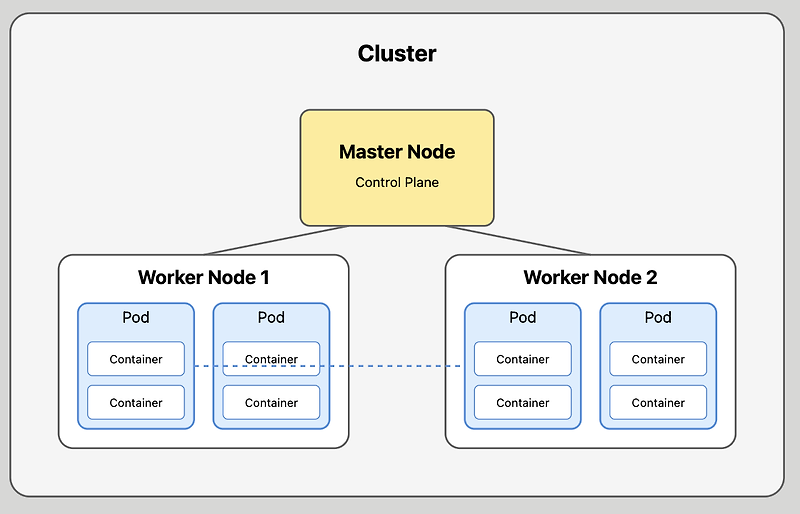 Cluster
Master Node
Control Plane
Worker Node 1
Pod
Container
Container
Pod
Container
Container
Worker Node 2
Pod
Container
Container
Pod
Container
Container